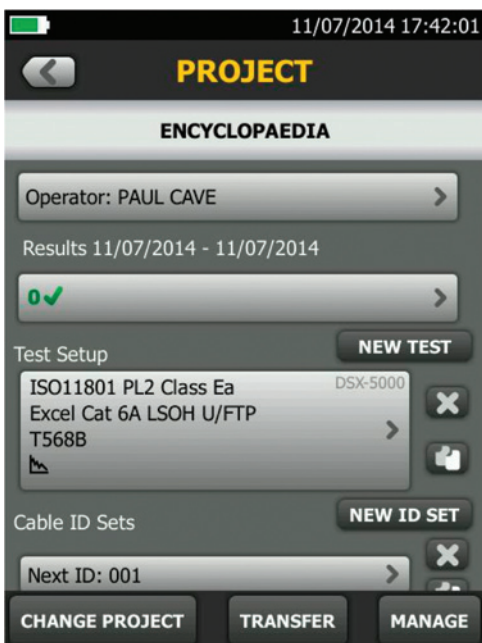 11/07/2014 17:42:01
PROJECT
ENCYCLOPAEDIA
Operator: PAUL CAVE
Results 11/07/2014 - 11/07/2014
0
NEW TEST
Test Setup
ISO11801 PL2 Class Ea
DSX-5000
Excel Cat 6A LSOH U/FTP
T568B
NEW ID SET
Cable ID Sets
Next ID: 001
CHANGE PROJECT
TRANSFER
MANAGE